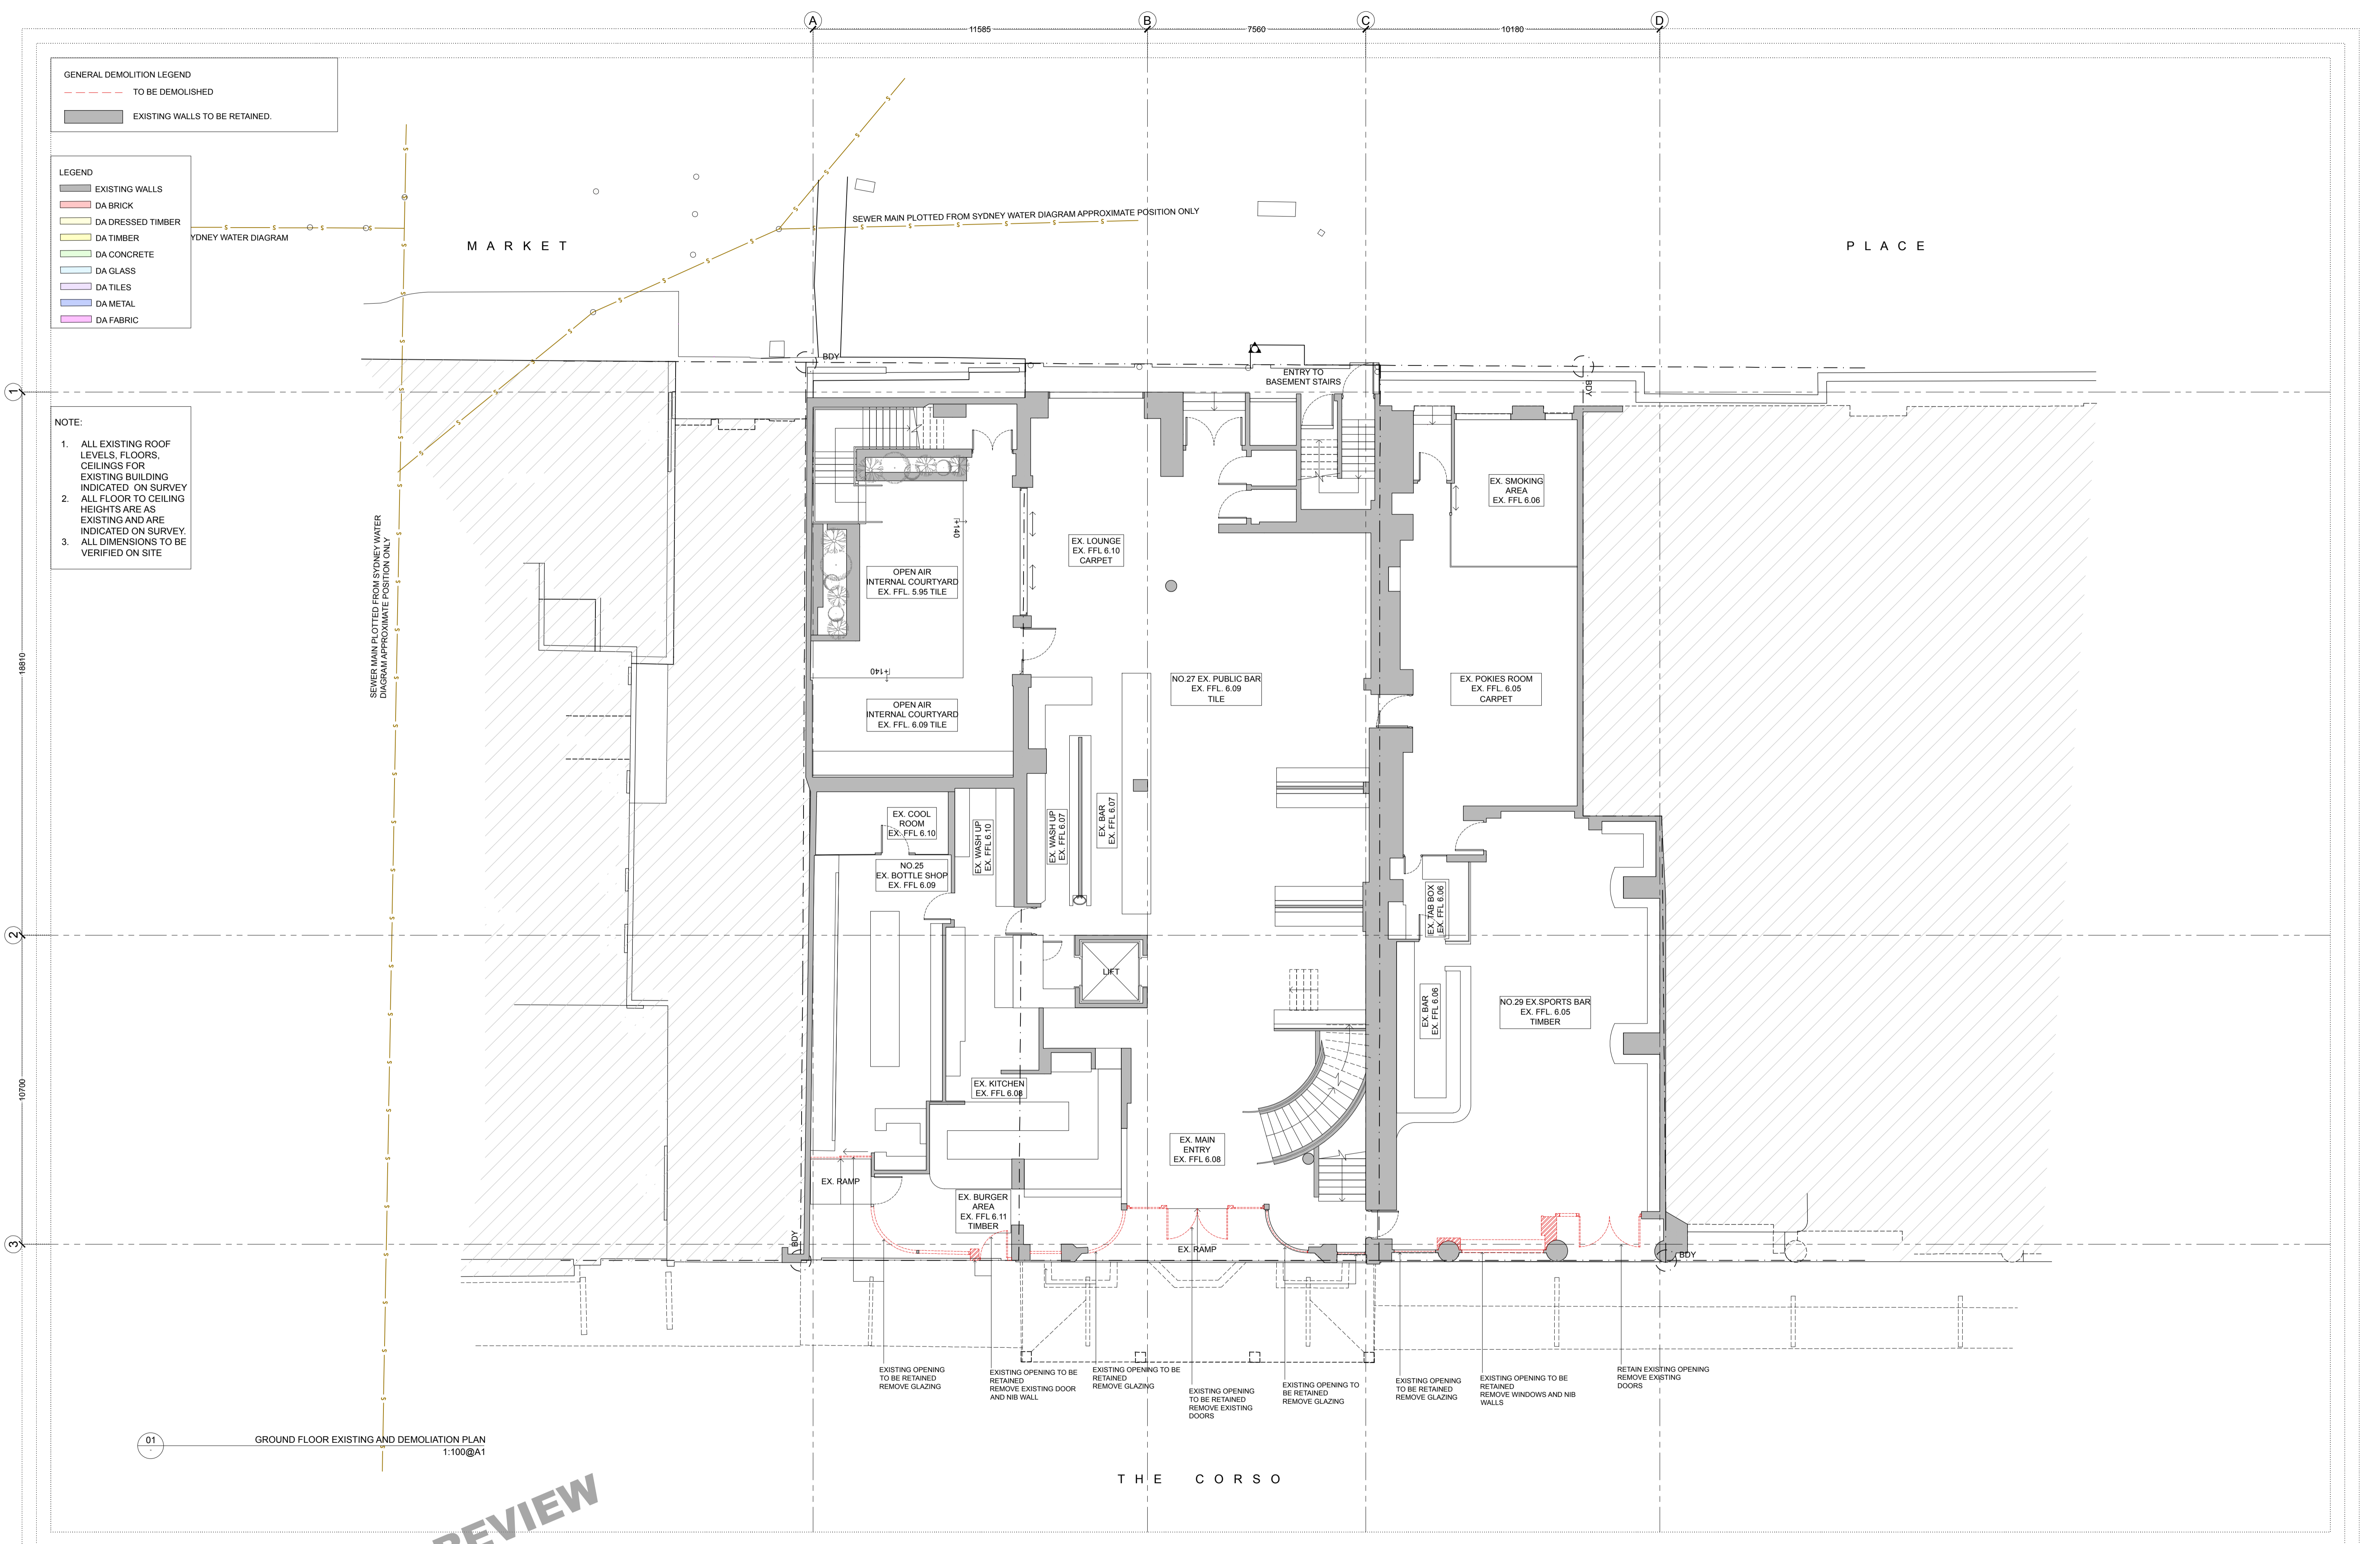 A
B
C
D
11585
7560
10180
GENERAL DEMOLITION LEGEND
TO BE DEMOLISHED
EXISTING WALLS TO BE RETAINED.
LEGEND
EXISTING WALLS
DA BRICK
DA DRESSED TIMBER
DA TIMBER
DA CONCRETE
DA GLASS
DA TILES
DA METAL
DA FABRIC
YDNEY WATER DIAGRAM
SEWER MAIN PLOTTED FROM SYDNEY WATER DIAGRAM APPROXIMATE POSITION ONLY
MARKET
PLACE
BDY
ENTRY TO
BASEMENT STAIRS
BDY
1
NOTE:
1. ALL EXISTING ROOF
LEVELS, FLOORS,
CEILINGS FOR
EXISTING BUILDING
INDICATED ON SURVEY
2. ALL FLOOR TO CEILING
HEIGHTS ARE AS
EXISTING AND ARE
INDICATED ON SURVEY.
3. ALL DIMENSIONS TO BE
VERIFIED ON SITE
SEWER MAIN PLOTTED FROM SYDNEY WATER
DIAGRAM APPROXIMATE POSITION ONLY
18810
EX. SMOKING
AREA
EX. FFL 6.06
+140
EX. LOUNGE
EX. FFL 6.10
CARPET
OPEN AIR
INTERNAL COURTYARD
EX. FFL. 5.95 TILE
+140
NO.27 EX. PUBLIC BAR
EX. FFL. 6.09
TILE
EX. POKIES ROOM
EX. FFL. 6.05
CARPET
OPEN AIR
INTERNAL COURTYARD
EX. FFL. 6.09 TILE
EX. COOL
ROOM
EX. FFL 6.10
EX. WASH UP
EX. FFL 6.10
EX. WASH UP
EX. FFL 6.07
EX. BAR
EX. FFL 6.07
NO.25
EX. BOTTLE SHOP
EX. FFL 6.09
EX. TAB BOX
EX. FFL 6.06
2
LIFT
EX. BAR
EX. FFL 6.06
NO.29 EX.SPORTS BAR
EX. FFL. 6.05
TIMBER
10700
EX. KITCHEN
EX. FFL 6.08
EX. MAIN
ENTRY
EX. FFL 6.08
EX. RAMP
EX. BURGER
AREA
EX. FFL 6.11
TIMBER
3
BDY
EX. RAMP
BDY
EXISTING OPENING
TO BE RETAINED
REMOVE GLAZING
EXISTING OPENING TO BE
RETAINED
REMOVE EXISTING DOOR
AND NIB WALL
EXISTING OPENING TO BE
RETAINED
REMOVE GLAZING
EXISTING OPENING
TO BE RETAINED
REMOVE EXISTING
DOORS
EXISTING OPENING TO
BE RETAINED
REMOVE GLAZING
EXISTING OPENING
TO BE RETAINED
REMOVE GLAZING
EXISTING OPENING TO BE
RETAINED
REMOVE WINDOWS AND NIB
WALLS
RETAIN EXISTING OPENING
REMOVE EXISTING
DOORS
01
GROUND FLOOR EXISTING AND DEMOLIATION PLAN
1:100@A1
THE CORSO
REVIEW